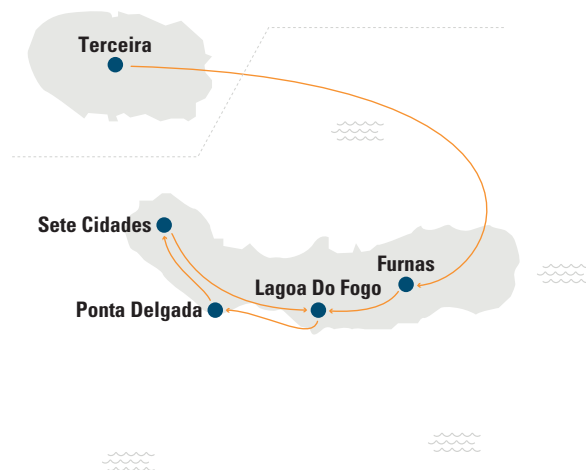 Terceira
Sete Cidades
Furnas
Lagoa Do Fogo
Ponta Delgada